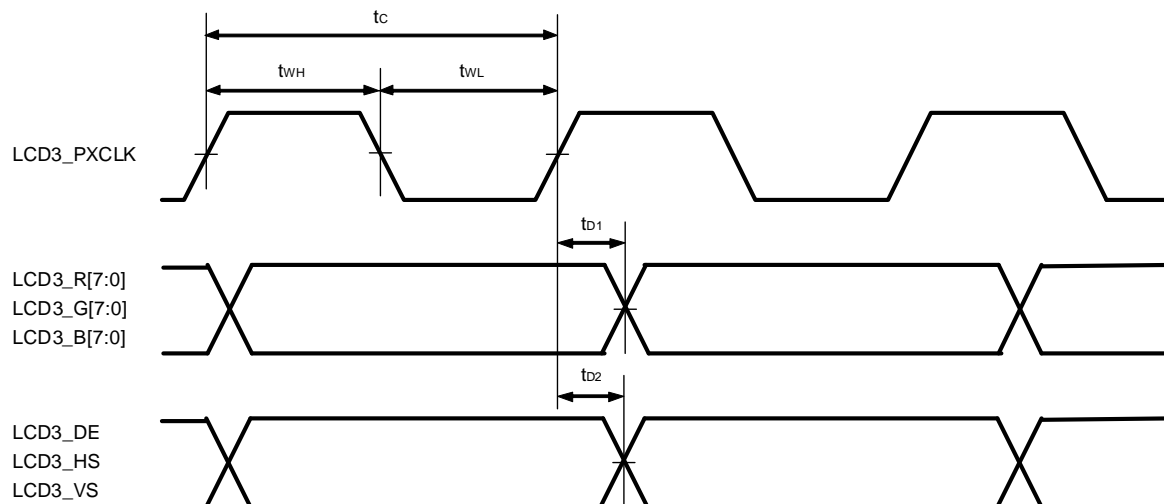 tC
tWH
tWL
LCD3_PXCLK
tD1
LCD3_R[7:0]
LCD3_G[7:0]
LCD3_B[7:0]
tD2
LCD3_DE
LCD3_HS
LCD3_VS